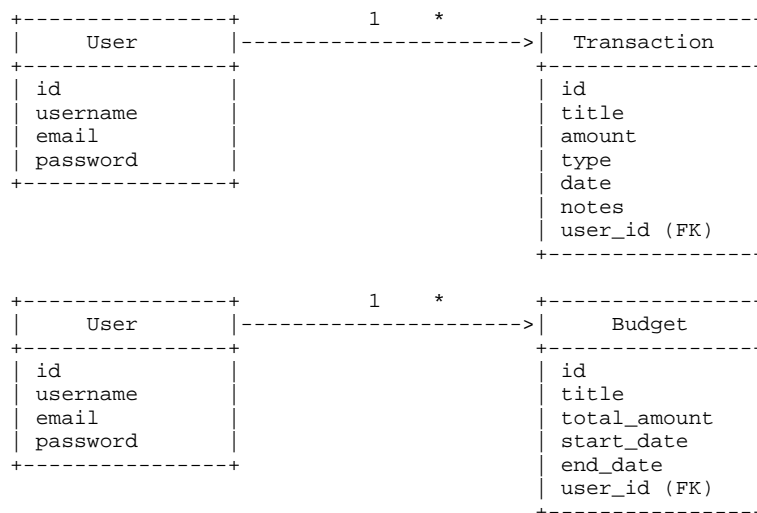 +----------------+ 1 * +-----------------
| User |---------------------->| Transaction
+----------------+ +-----------------
| id | | id
| username | | title
| email | | amount
| password | | type
+----------------+ | date
| notes
| user_id (FK)
+-----------------
+----------------+ 1 * +-----------------
| User |---------------------->| Budget
+----------------+ +-----------------
| id | | id
| username | | title
| email | | total_amount
| password | | start_date
+----------------+ | end_date
| user_id (FK)
+-----------------